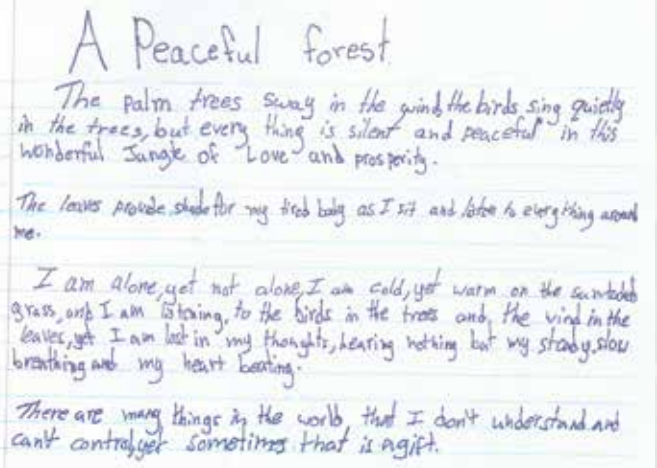 A Peaceful forest
The palm trees sway in the wind, the birds sing quietly
in the trees, but every thing is silent and peaceful in this
wonderful Jungle of Love and prosperity.
The leaves provide shade for my tired body as I sit and listen to everything around
me.
I am alone, yet not alone, I am cold, yet warm on the
grass, and I am listening, to the birds in the trees and, the wind in the
leaves, yet I am lost in my thoughts, hearing nothing but my steady, slow
breathing and my heart beating.
There are many things in the world, that I don't understand and
can't control, yet sometimes that is a gift.